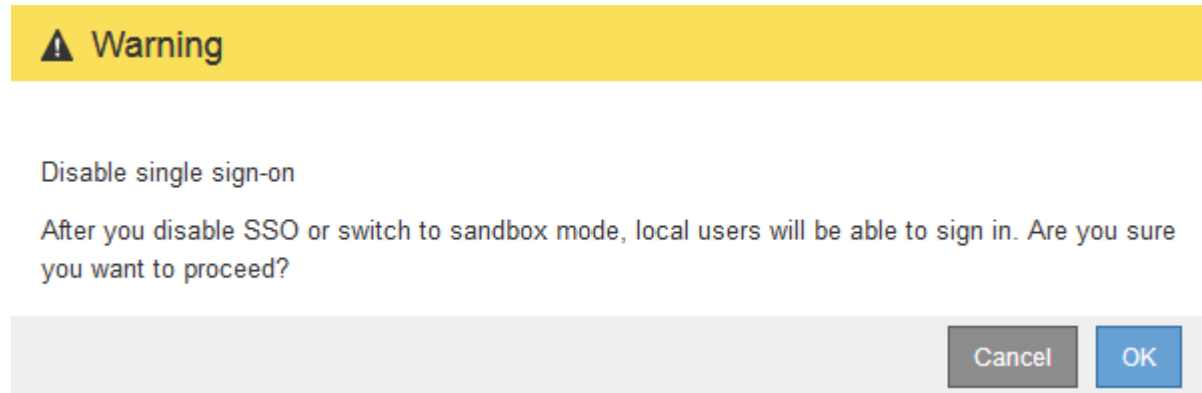 Warning
Disable single sign-on
After you disable SSO or switch to sandbox mode, local users will be able to sign in. Are you sure
you want to proceed?
Cancel OK